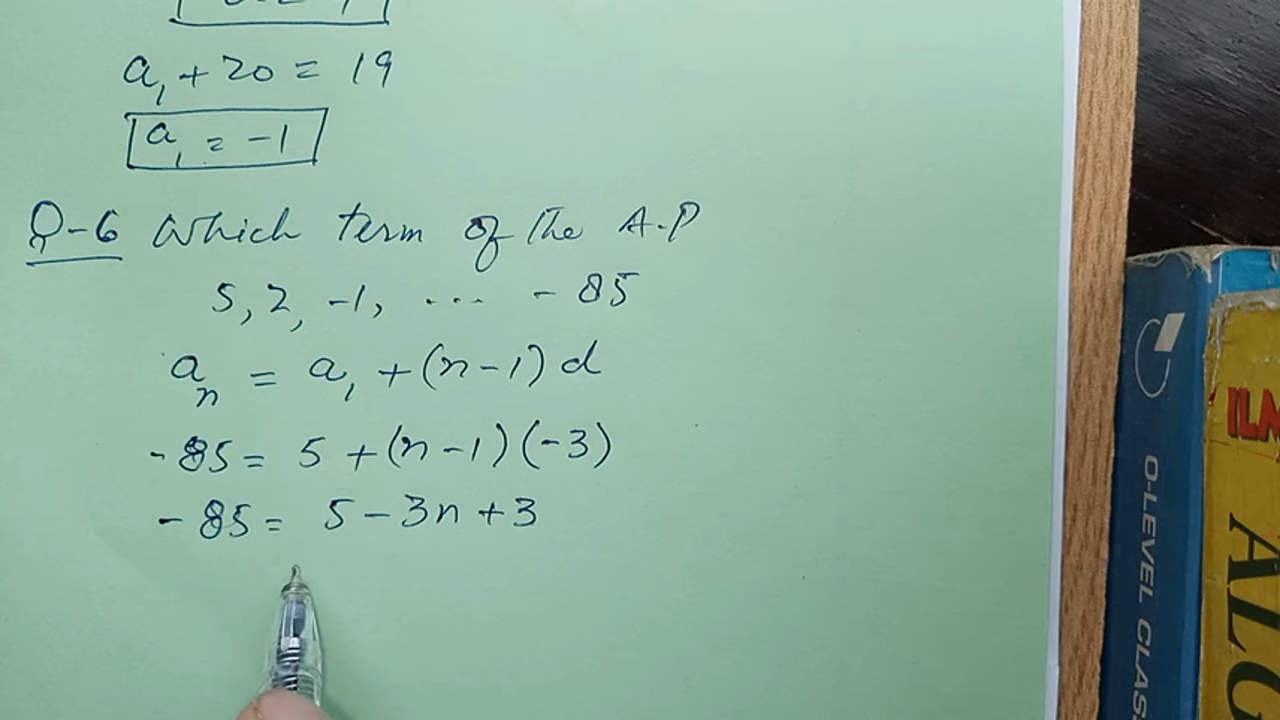 a₁ + 20 = 19
a₁ = -1
Q-6 Which term of the A.P
5, 2, -1, ... - 85
aₙ = a₁ + (n-1) d
-85 = 5 + (n-1)(-3)
-85 = 5 - 3n + 3
O-LEVEL CLAS